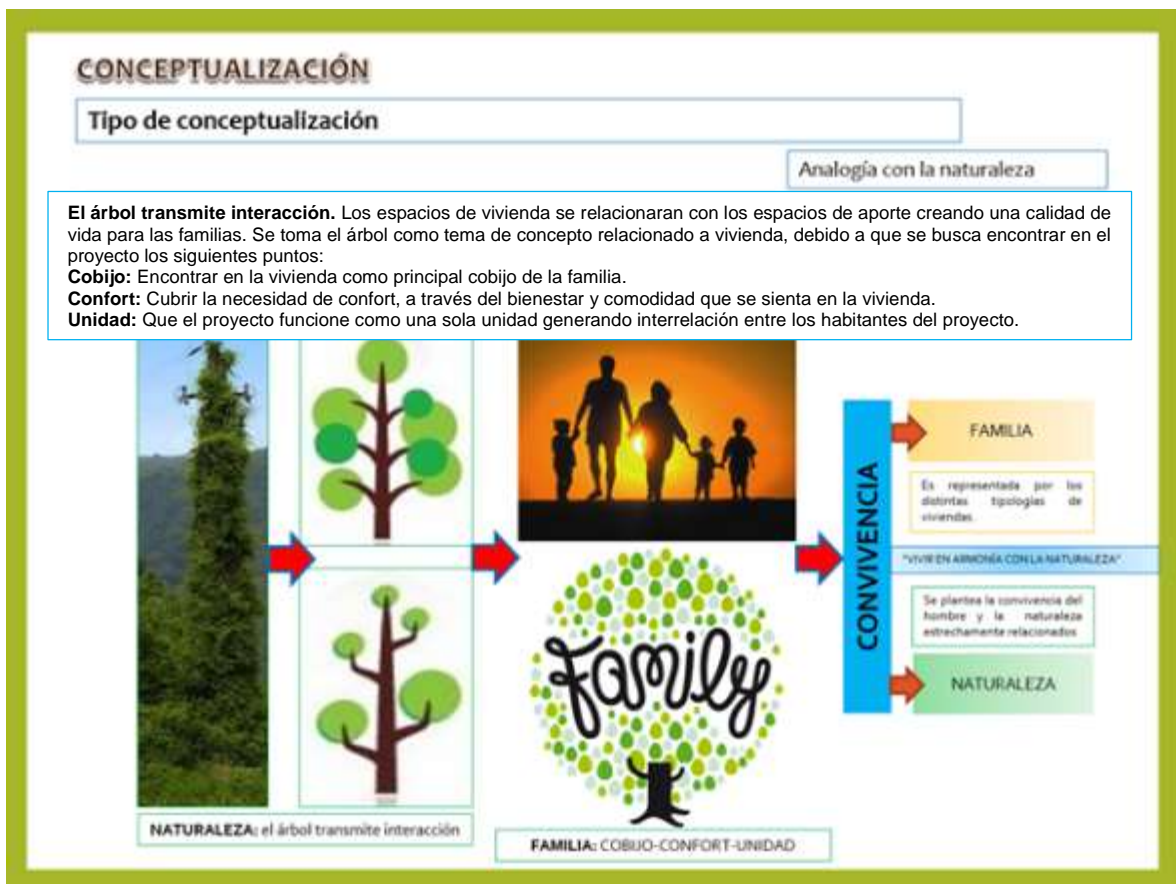 CONCEPTUALIZACIÓN
Tipo de conceptualización
Analogía con la naturaleza
El árbol transmite interacción. Los espacios de vivienda se relacionaran con los espacios de aporte creando una calidad de
vida para las familias. Se toma el árbol como tema de concepto relacionado a vivienda, debido a que se busca encontrar en el
proyecto los siguientes puntos:
Cobijo: Encontrar en la vivienda como principal cobijo de la familia.
Confort: Cubrir la necesidad de confort, a través del bienestar y comodidad que se sienta en la vivienda.
Unidad: Que el proyecto funcione como una sola unidad generando interrelación entre los habitantes del proyecto.
Family
NATURALEZA: el árbol transmite interacción
FAMILIA: COBIJO-CONFORT-UNIDAD
CONVIVENCIA
FAMILIA
Es representada por los
distintas tipologías de
viviendas.
"VIVIR EN ARMONÍA CON LA NATURALEZA"
Se plantea la convivencia del
hombre y la naturaleza
estrechamente relacionados
NATURALEZA